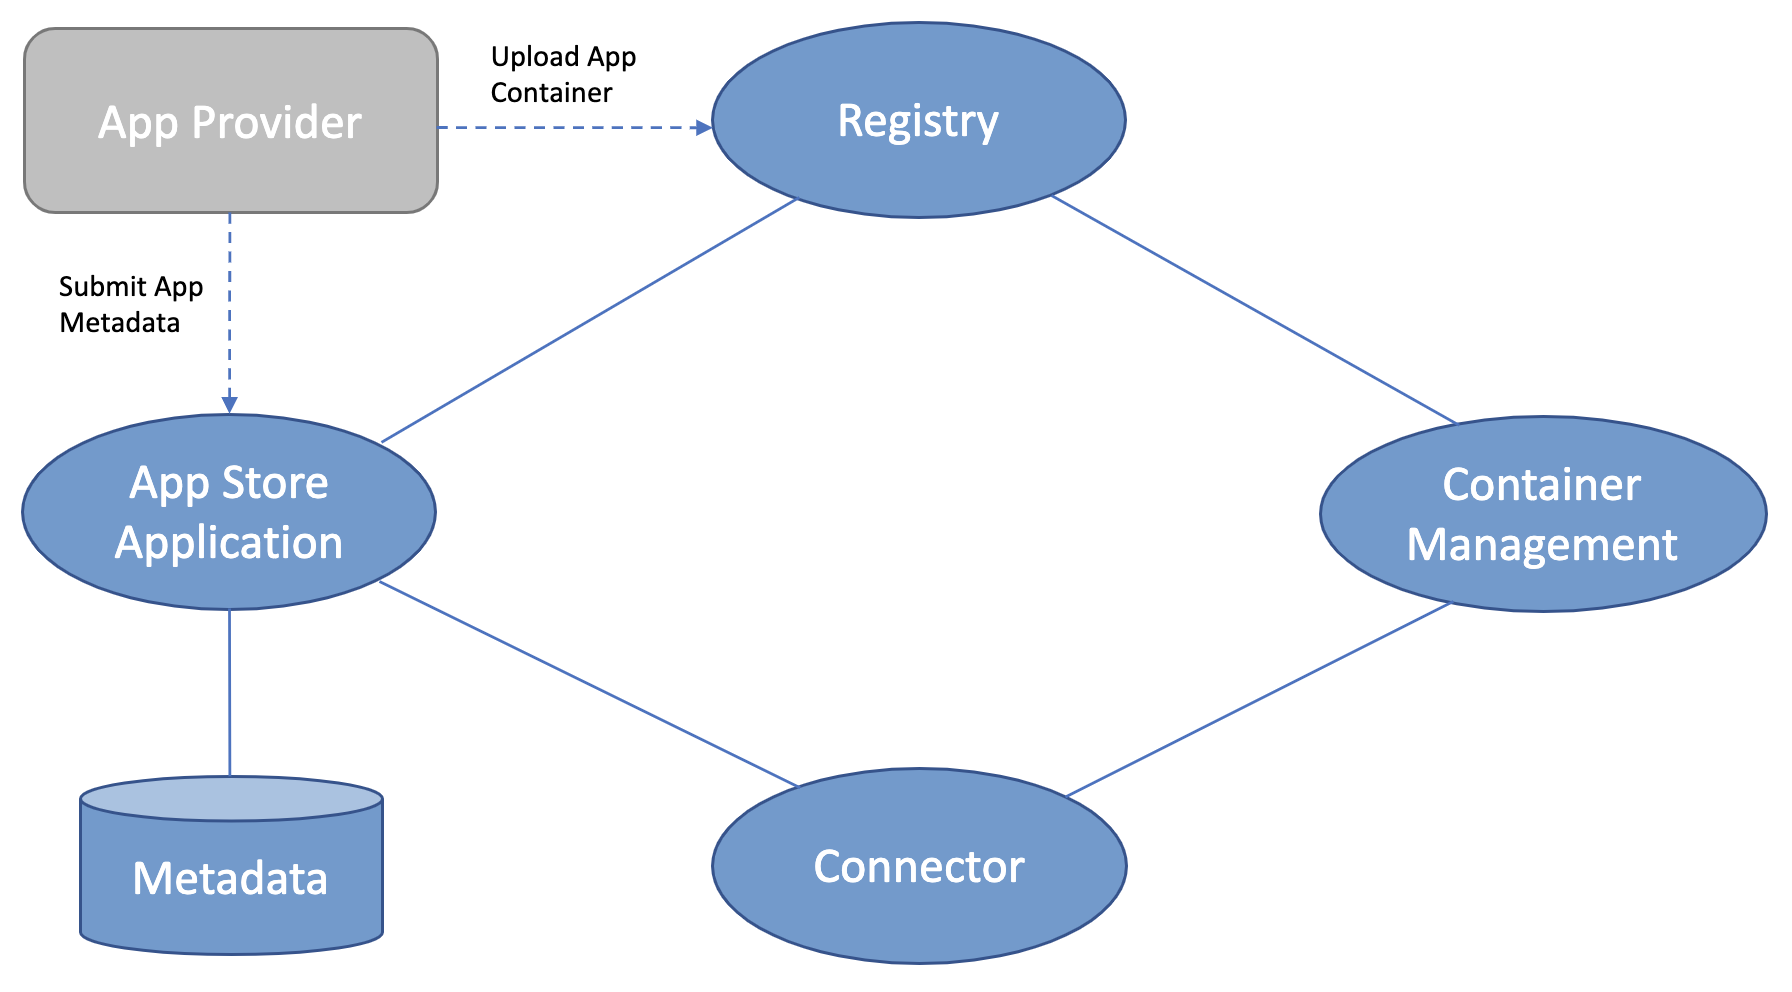 App Provider
Upload App
Container
Registry
Submit App
Metadata
App Store
Application
Container
Management
Metadata
Connector